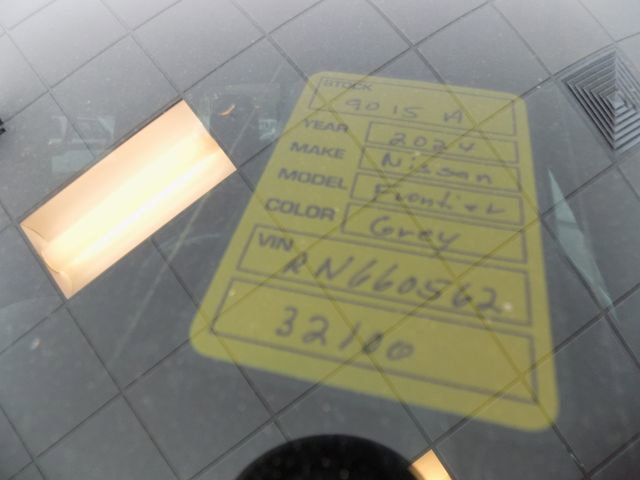 STOCK
9015 A
YEAR 2024
MAKE Nissan
MODEL Frontier
COLOR Grey
VIN
RN660562
32100